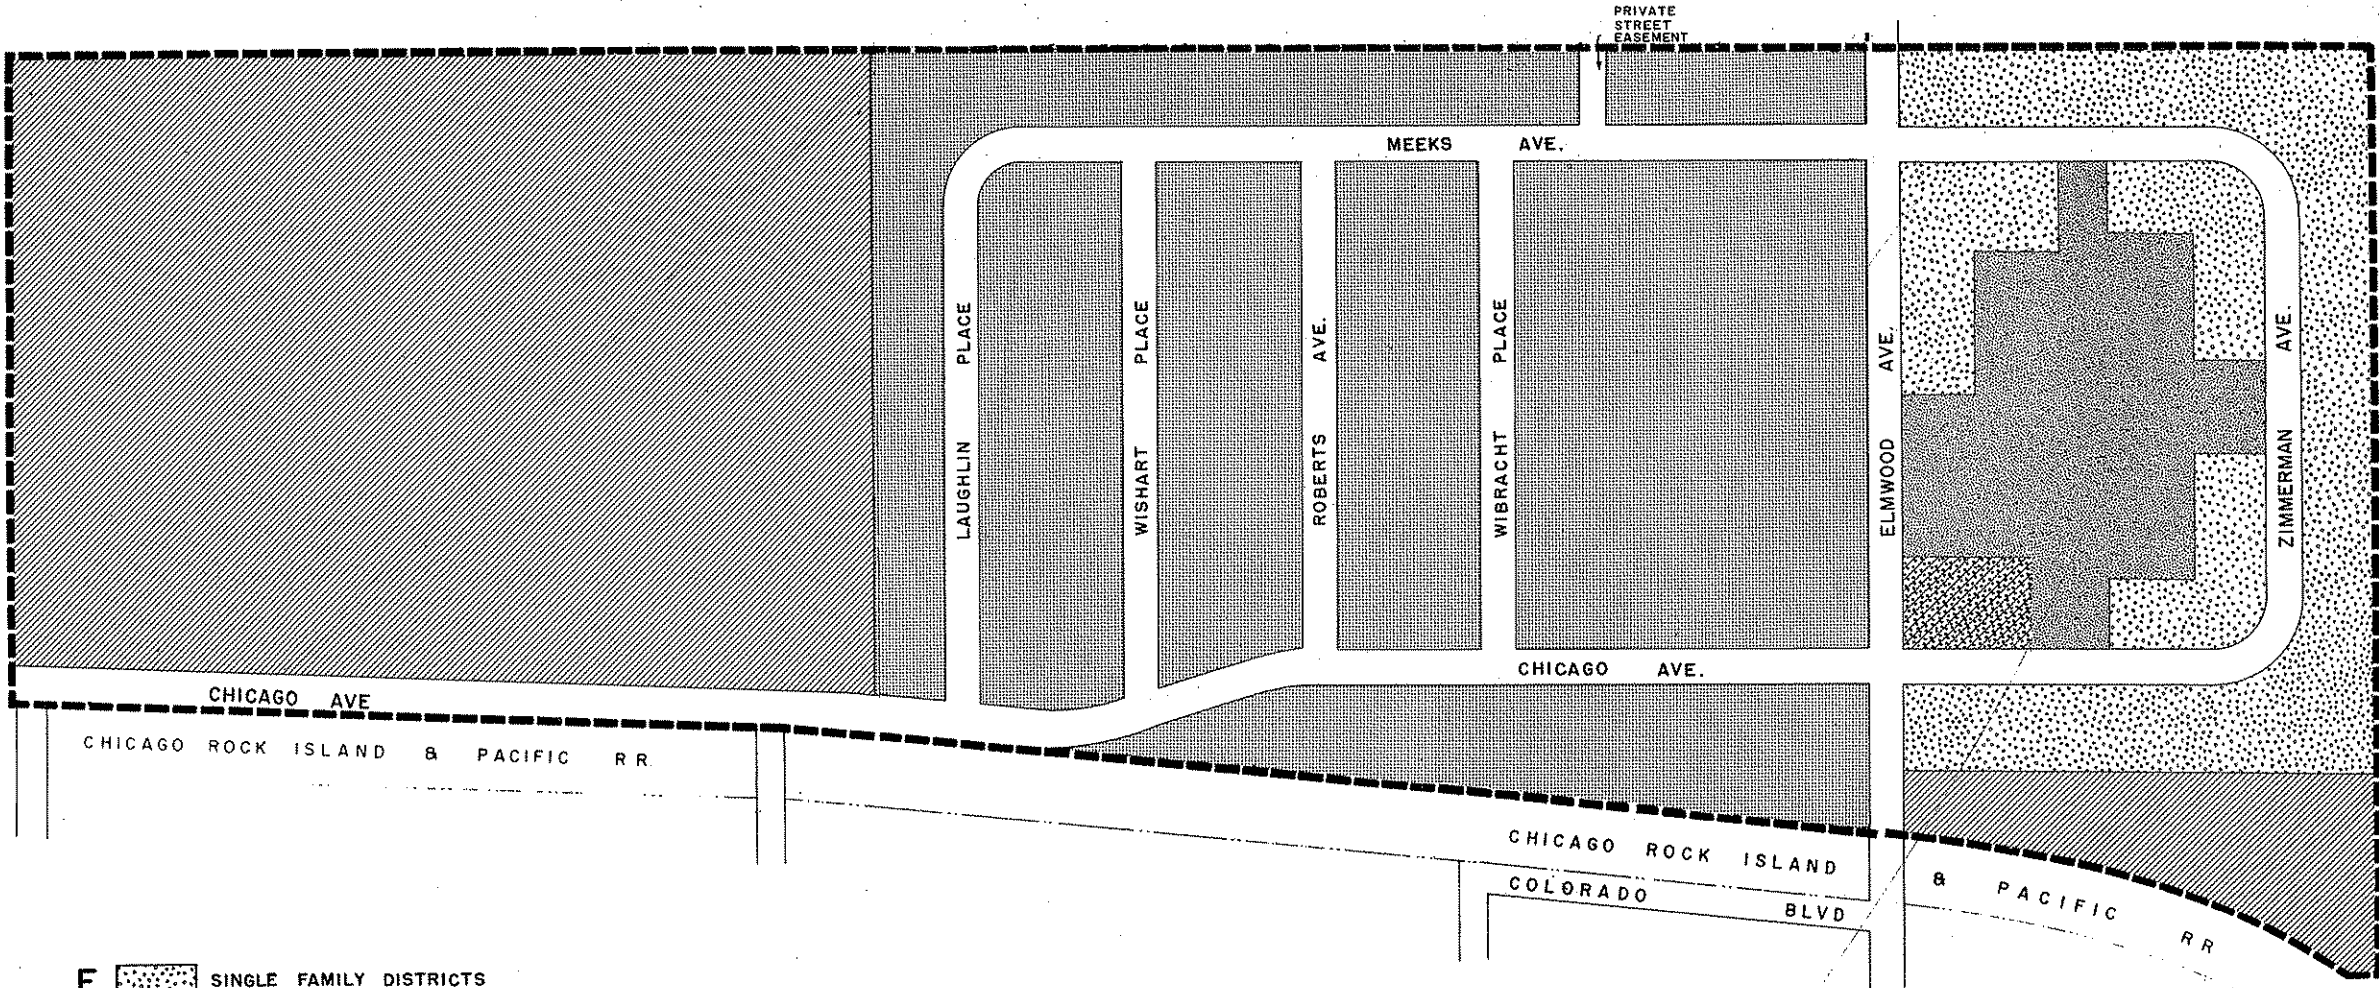 PRIVATE
STREET
EASEMENT
MEEKS AVE.
LAUGHLIN PLACE
WISHART PLACE
ROBERTS AVE.
WIBRACHT PLACE
ELMWOOD AVE.
ZIMMERMAN AVE.
CHICAGO AVE.
CHICAGO AVE
CHICAGO ROCK ISLAND & PACIFIC RR
CHICAGO ROCK ISLAND & PACIFIC RR
COLORADO BLVD
F SINGLE FAMILY DISTRICTS